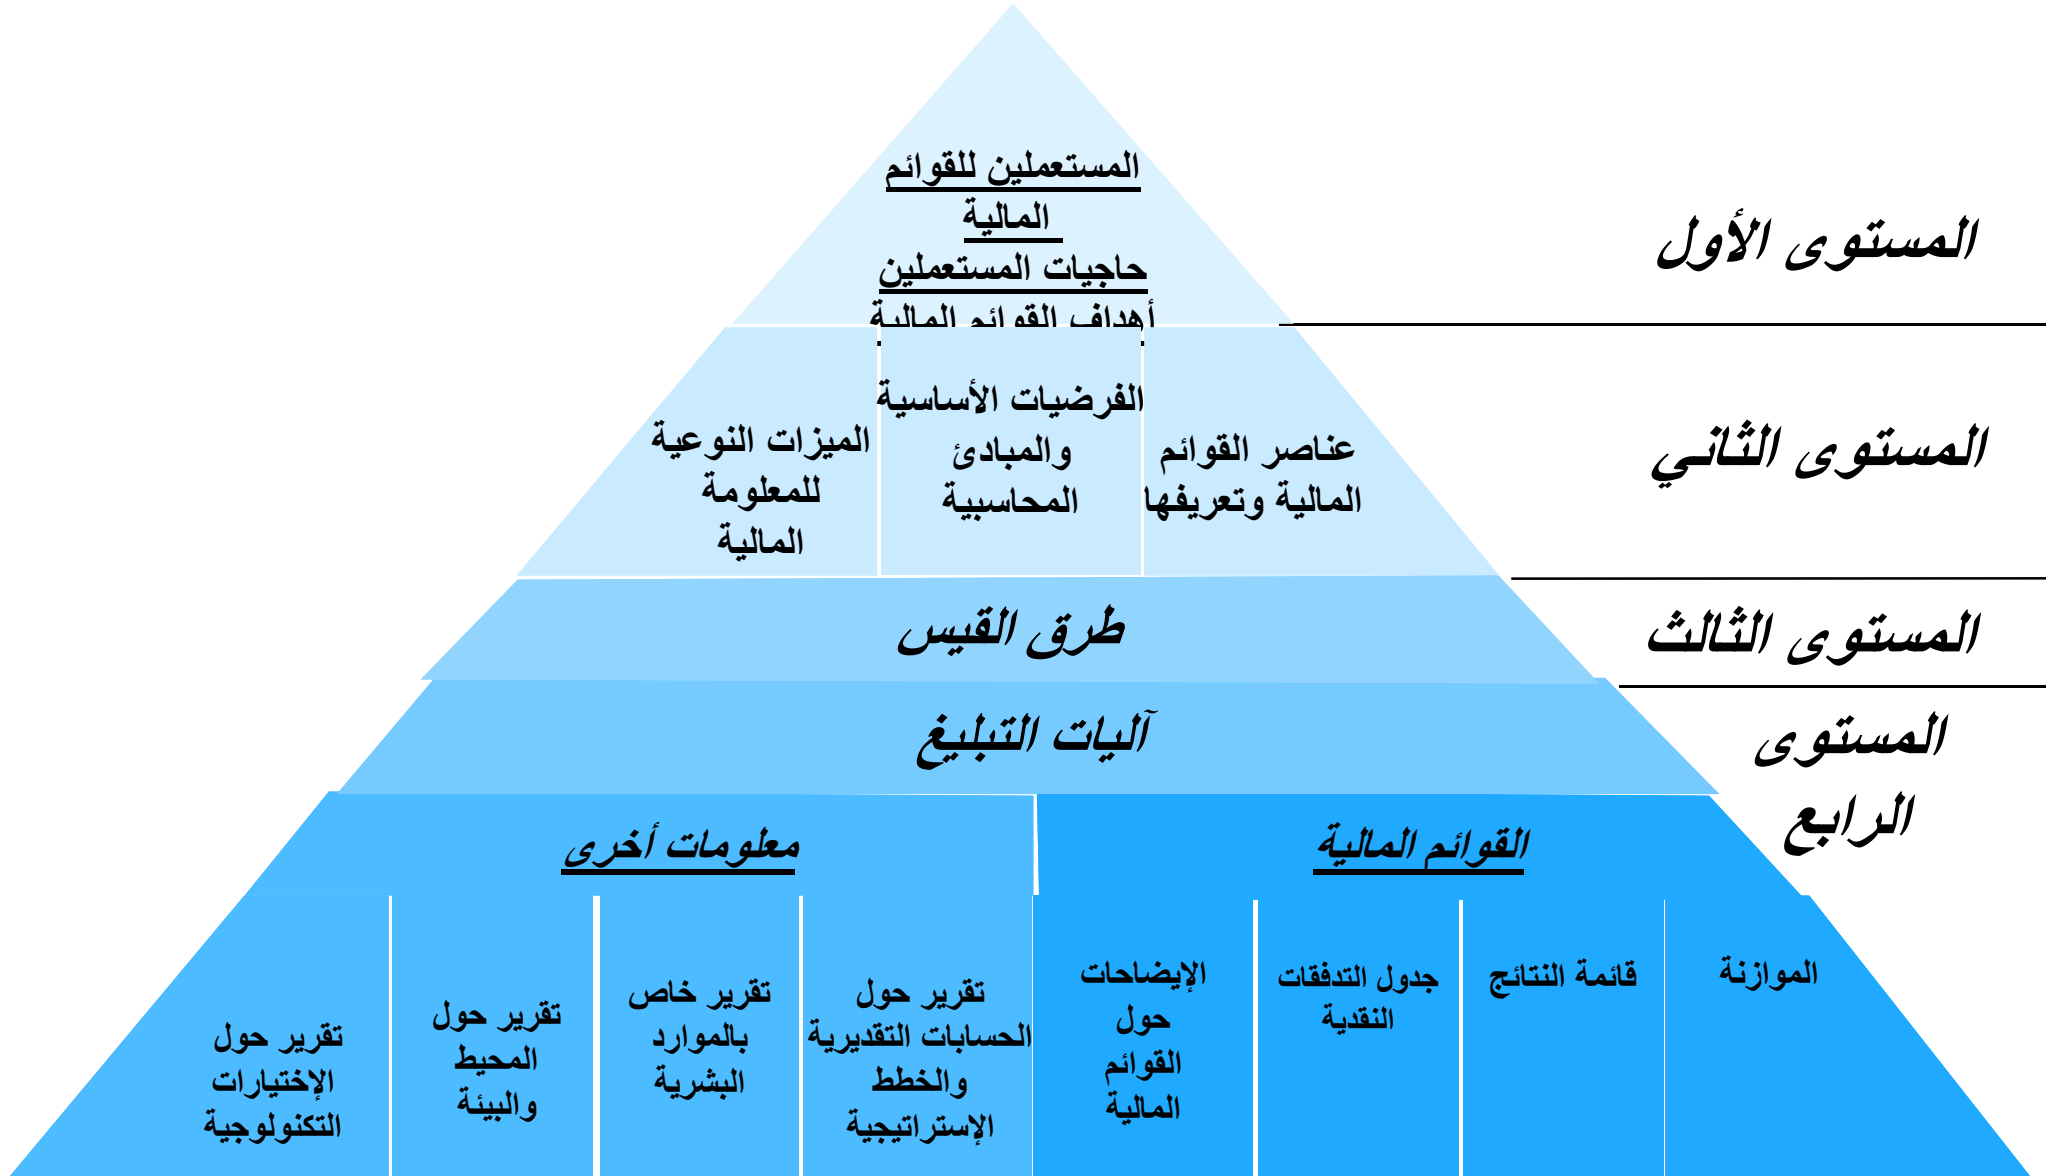 المستعملين للقوائم
المالية
حاجيات المستعملين
أهداف القوائم المالية
المستوى الأول
عناصر القوائم
المالية وتعريفها
الفرضيات الأساسية
والمبادئ
المحاسبية
الميزات النوعية
للمعلومة
المالية
المستوى الثاني
طرق القيس
المستوى الثالث
آليات التبليغ
المستوى
الرابع
القوائم المالية
معلومات أخرى
الموازنة
قائمة النتائج
جدول التدفقات
النقدية
الإيضاحات
حول
القوائم
المالية
تقرير حول
الحسابات التقديرية
والخطط
الإستراتيجية
تقرير خاص
بالموارد
البشرية
تقرير حول
المحيط
والبيئة
تقرير حول
الإختيارات
التكنولوجية